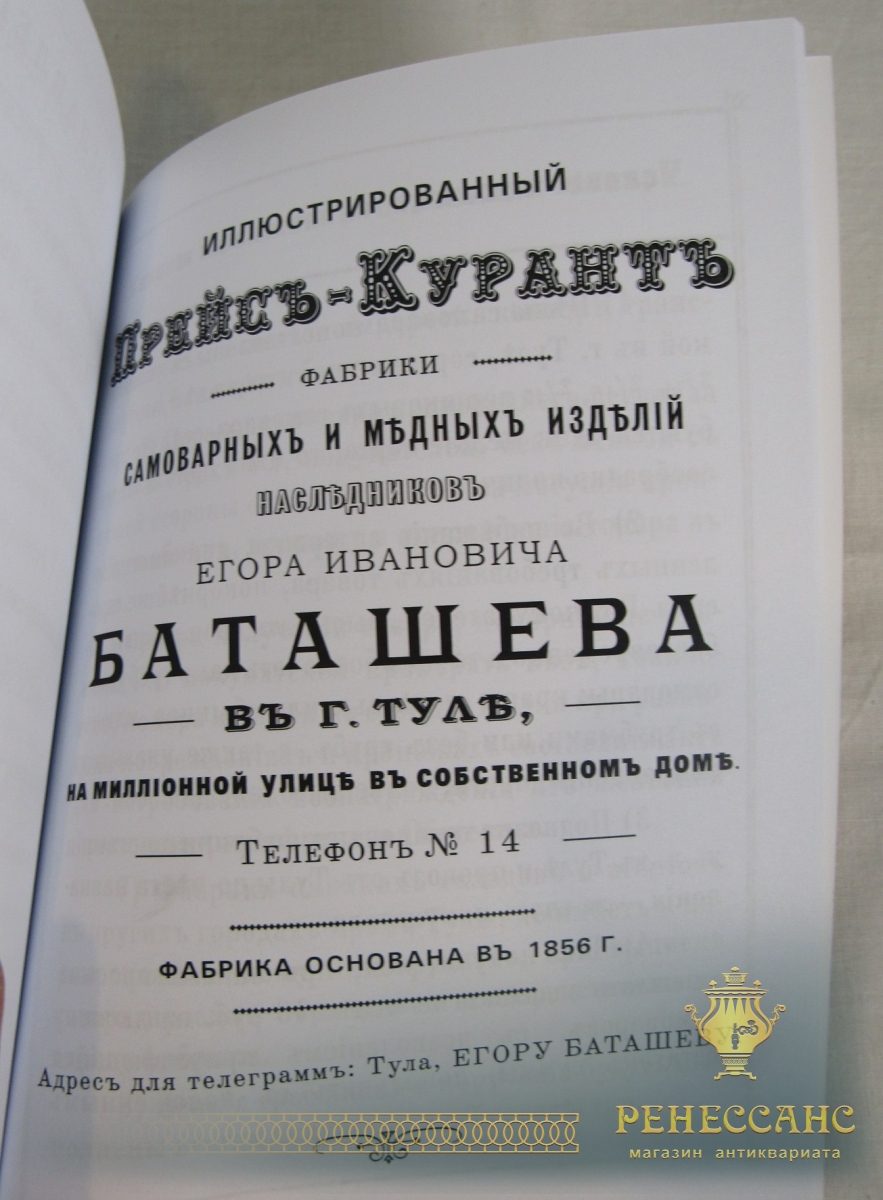 ИЛЛЮСТРИРОВАННЫЙ
ПРЕЙСЪ-КУРАНТЪ
ФАБРИКИ
САМОВАРНЫХЪ И МѢДНЫХЪ ИЗДѢЛІЙ
НАСЛѢДНИКОВЪ
ЕГОРА ИВАНОВИЧА
БАТАШЕВА
ВЪ Г. ТУЛѢ,
НА МИЛЛІОННОЙ УЛИЦѢ ВЪ СОБСТВЕННОМЪ ДОМѢ.
ТЕЛЕФОНЪ № 14
ФАБРИКА ОСНОВАНА ВЪ 1856 Г.
Адресъ для телеграммъ: Тула, ЕГОРУ БАТАШЕВУ
РЕНЕССАНС
магазин антиквариата